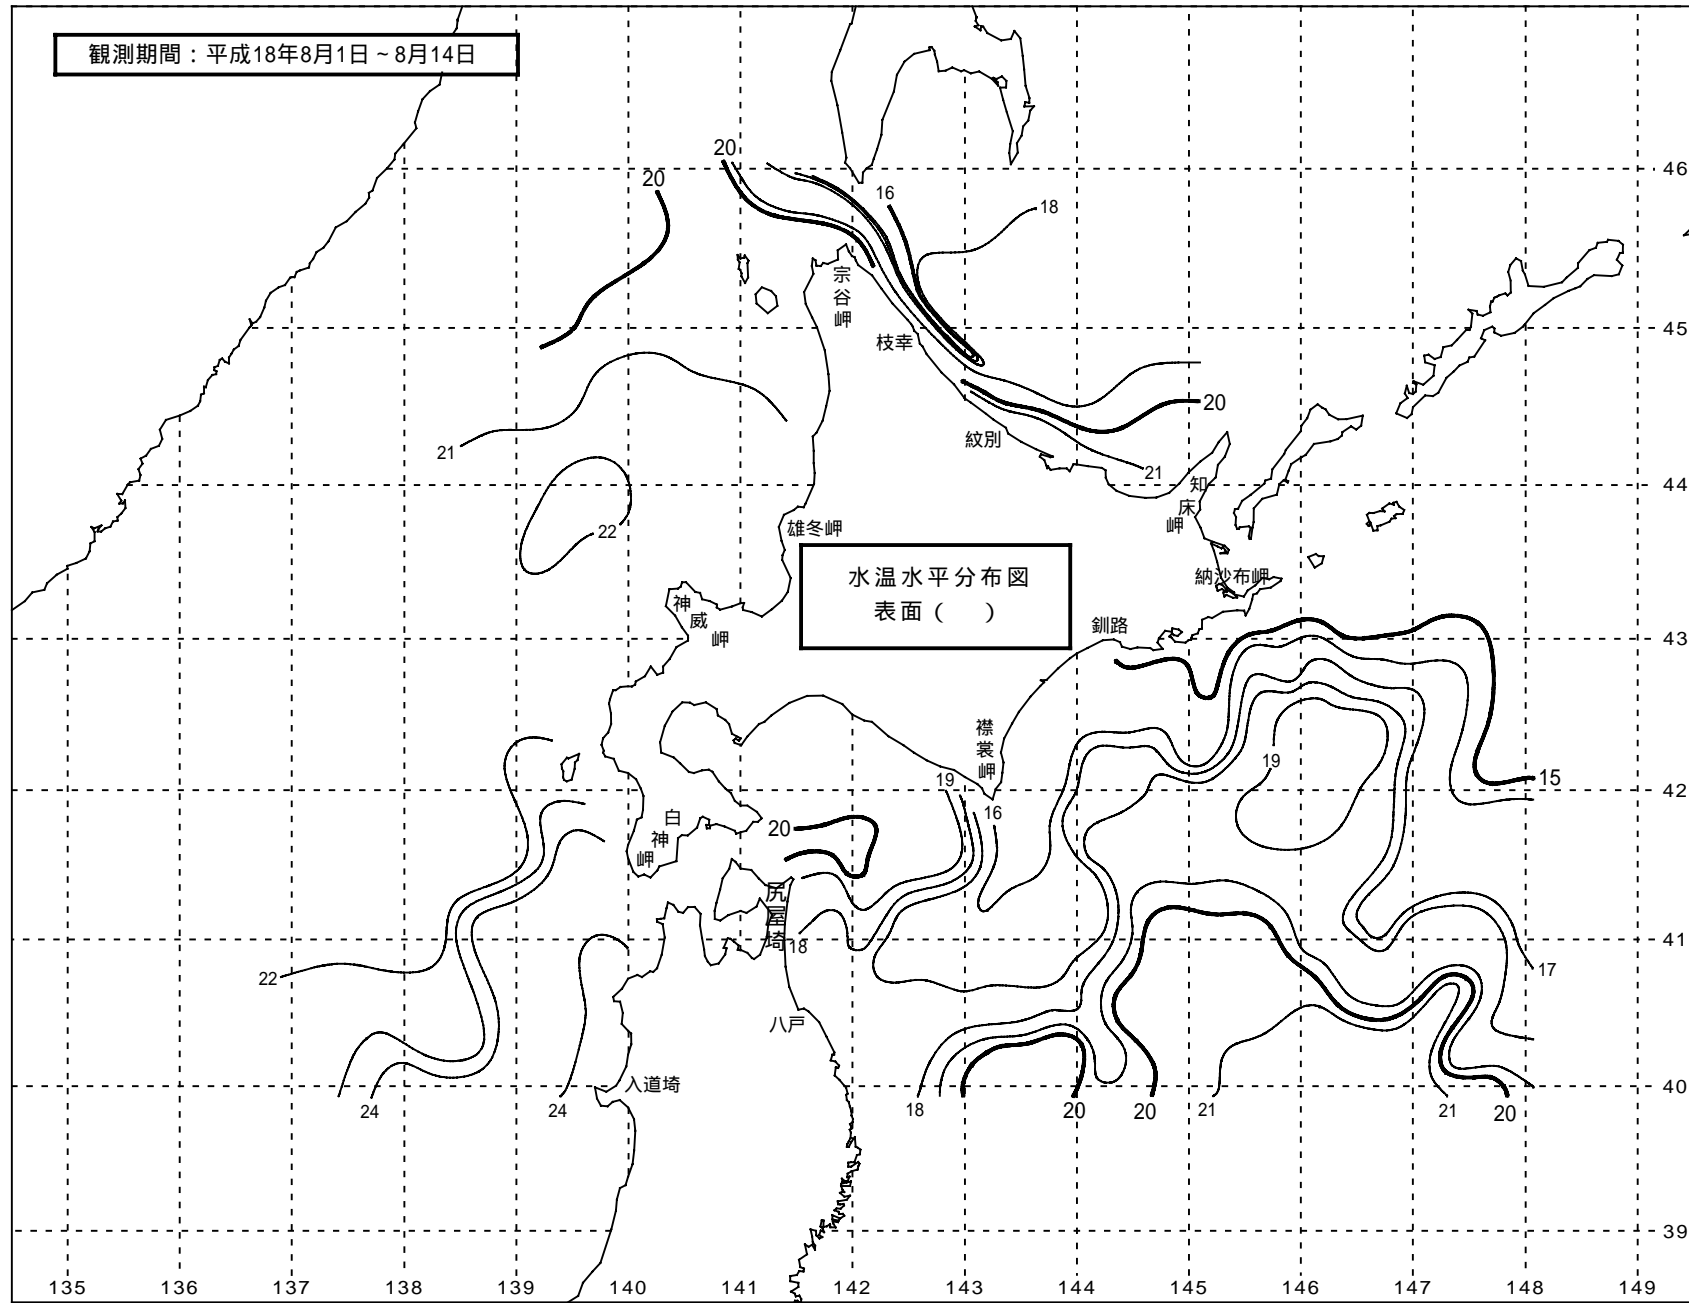 観測期間：平成18年8月1日～8月14日
20
20
46
16
18
宗谷岬
45
枝幸
20
紋別
21
21
44
知床岬
22
雄冬岬
水温水平分布図
表面（　）
納沙布岬
神威岬
釧路
43
襟裳岬
19
15
19
42
16
白神岬
20
尻屋埼
18
41
22
17
八戸
入道埼
40
24
24
18
20
20
21
21
20
39
135 136 137 138 139 140 141 142 143 144 145 146 147 148 149